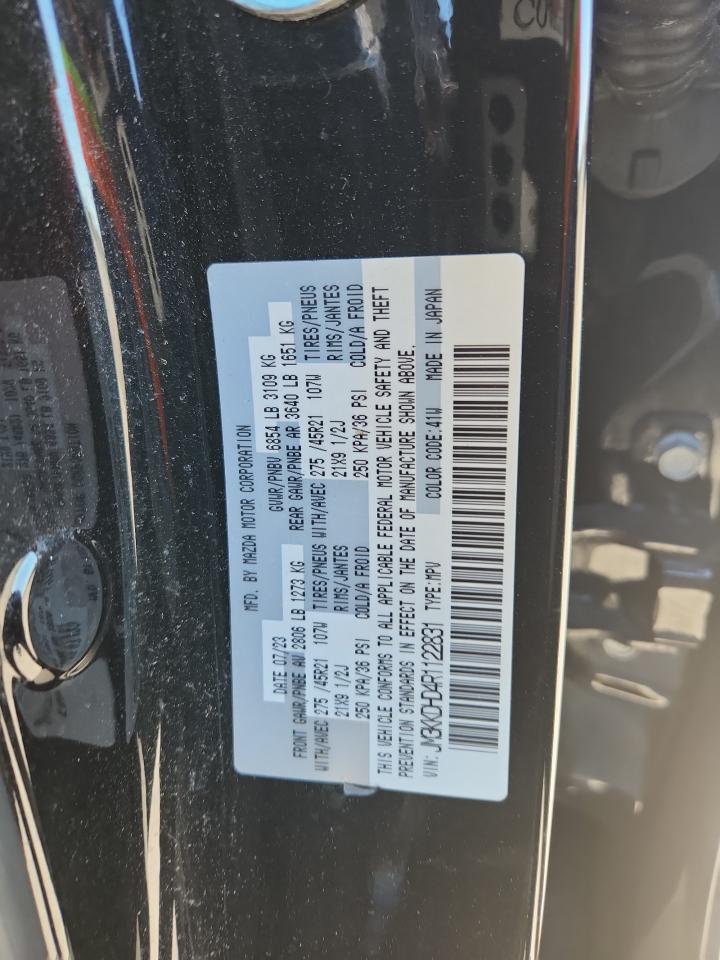 MFD. BY MAZDA MOTOR CORPORATION
DATE 07/23 GVWR/PNBV 6854 LB 3109 KG
FRONT GAWR/PNBE AV 2806 LB 1273 KG REAR GAWR/PNBE AR 3640 LB 1651 KG
WITH/AVEC 275 /45R21 107W TIRES/PNEUS WITH/AVEC 275 /45R21 107W TIRES/PNEUS
21X9 1/2J RIMS/JANTES 21X9 1/2J RIMS/JANTES
250 KPA/36 PSI COLD/A FROID 250 KPA/36 PSI COLD/A FROID
THIS VEHICLE CONFORMS TO ALL APPLICABLE FEDERAL MOTOR VEHICLE SAFETY AND THEFT
PREVENTION STANDARDS IN EFFECT ON THE DATE OF MANUFACTURE SHOWN ABOVE.
VIN: JM3KKDHD4R1122831 TYPE:MPV COLOR CODE:41W MADE IN JAPAN